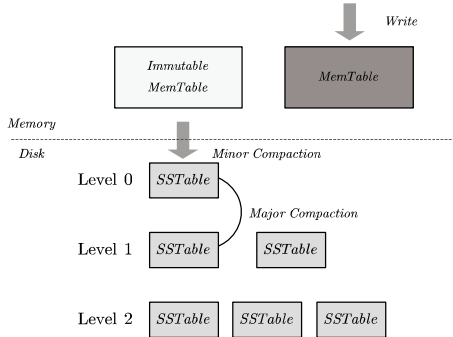 Write
Immutable
MemTable
MemTable
Memory
Disk
Minor Compaction
Level 0
SSTable
Major Compaction
Level 1
SSTable
SSTable
Level 2
SSTable
SSTable
SSTable